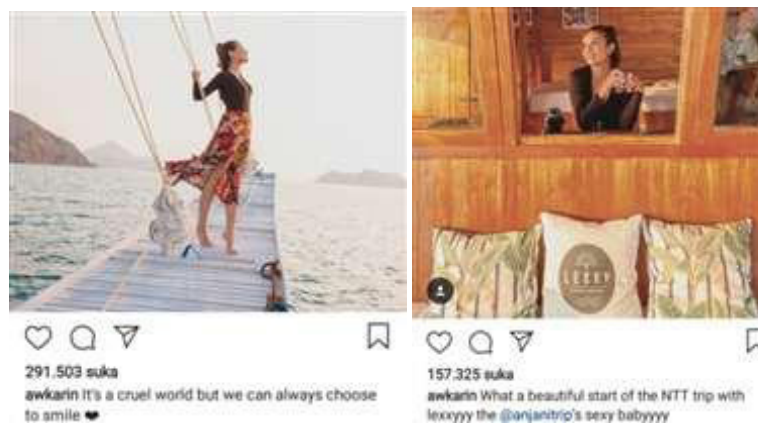 291.503 suka
awkarin It's a cruel world but we can always choose
to smile ❤
LEXXY
157.325 suka
awkarin What a beautiful start of the NTT trip with
lexxyyy the @anjanitrip's sexy babyyyy